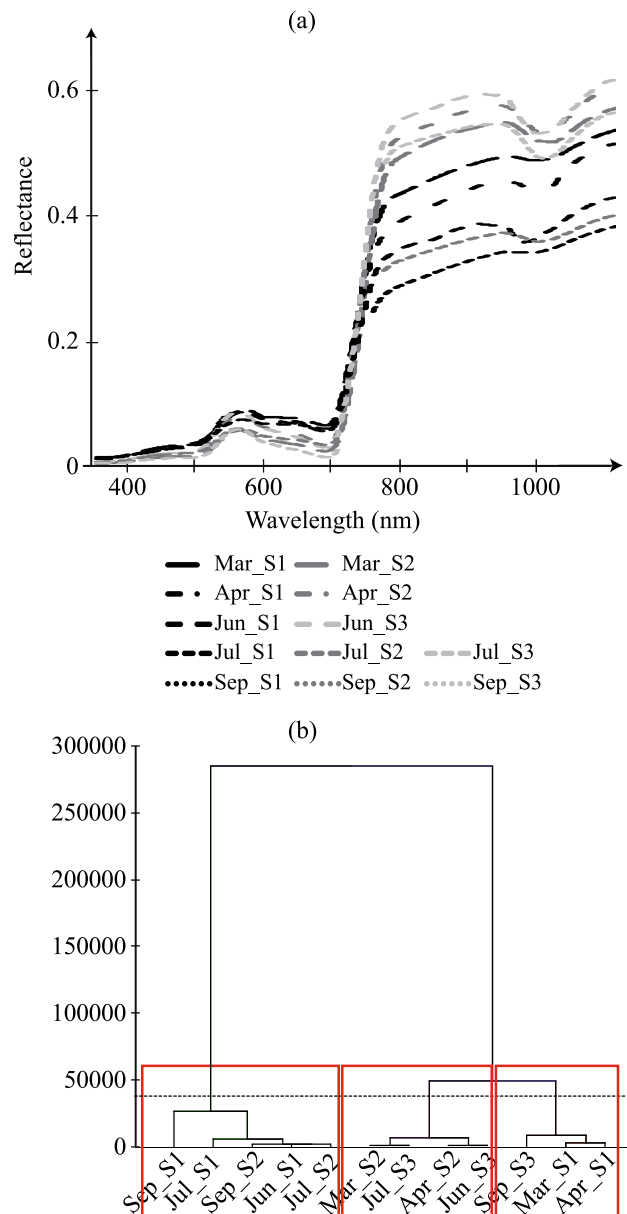 (a)
0.6
0.4
0.2
0
Reflectance
400 600 800 1000
Wavelength (nm)
Mar_S1 Mar_S2
Apr_S1 Apr_S2
Jun_S1 Jun_S3
Jul_S1 Jul_S2 Jul_S3
Sep_S1 Sep_S2 Sep_S3
(b)
300000
250000
200000
150000
100000
50000
0
Sep_S1 Jul_S1 Sep_S2 Jun_S1 Jul_S2 Mar_S2 Jul_S3 Apr_S2 Jun_S3 Sep_S3 Mar_S1 Apr_S1